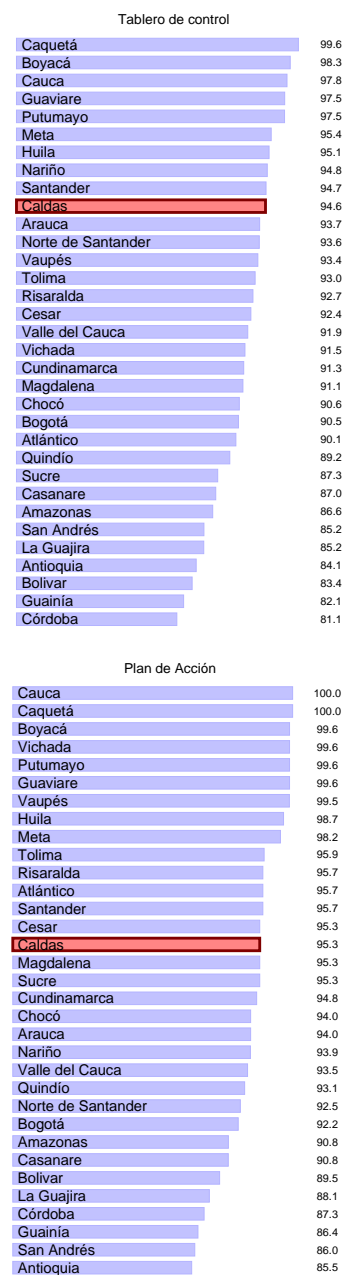 Tablero de control
Caquetá 99.6
Boyacá 98.3
Cauca 97.8
Guaviare 97.5
Putumayo 97.5
Meta 95.4
Huila 95.1
Nariño 94.8
Santander 94.7
Caldas 94.6
Arauca 93.7
Norte de Santander 93.6
Vaupés 93.4
Tolima 93.0
Risaralda 92.7
Cesar 92.4
Valle del Cauca 91.9
Vichada 91.5
Cundinamarca 91.3
Magdalena 91.1
Chocó 90.6
Bogotá 90.5
Atlántico 90.1
Quindío 89.2
Sucre 87.3
Casanare 87.0
Amazonas 86.6
San Andrés 85.2
La Guajira 85.2
Antioquia 84.1
Bolivar 83.4
Guainía 82.1
Córdoba 81.1
Plan de Acción
Cauca 100.0
Caquetá 100.0
Boyacá 99.6
Vichada 99.6
Putumayo 99.6
Guaviare 99.6
Vaupés 99.5
Huila 98.7
Meta 98.2
Tolima 95.9
Risaralda 95.7
Atlántico 95.7
Santander 95.7
Cesar 95.3
Caldas 95.3
Magdalena 95.3
Sucre 95.3
Cundinamarca 94.8
Chocó 94.0
Arauca 94.0
Nariño 93.9
Valle del Cauca 93.5
Quindío 93.1
Norte de Santander 92.5
Bogotá 92.2
Amazonas 90.8
Casanare 90.8
Bolivar 89.5
La Guajira 88.1
Córdoba 87.3
Guainía 86.4
San Andrés 86.0
Antioquia 85.5